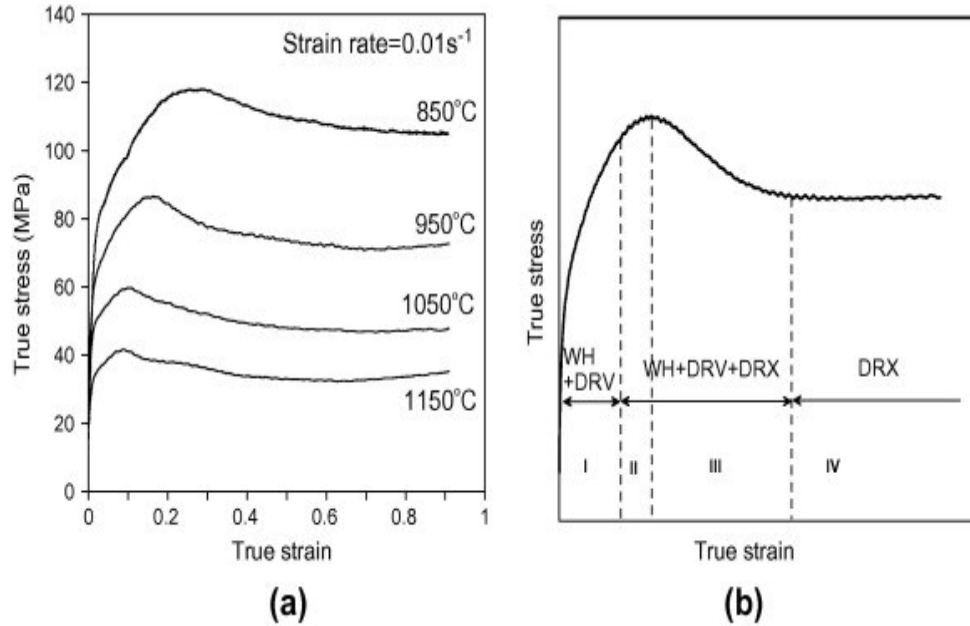 140
120
100
80
60
40
20
0
True stress (MPa)
Strain rate=0.01s⁻¹
850°C
950°C
1050°C
1150°C
0
0.2
0.4
0.6
0.8
1
True strain
(a)
True stress
WH
+DRV
WH+DRV+DRX
DRX
I
II
III
IV
True strain
(b)